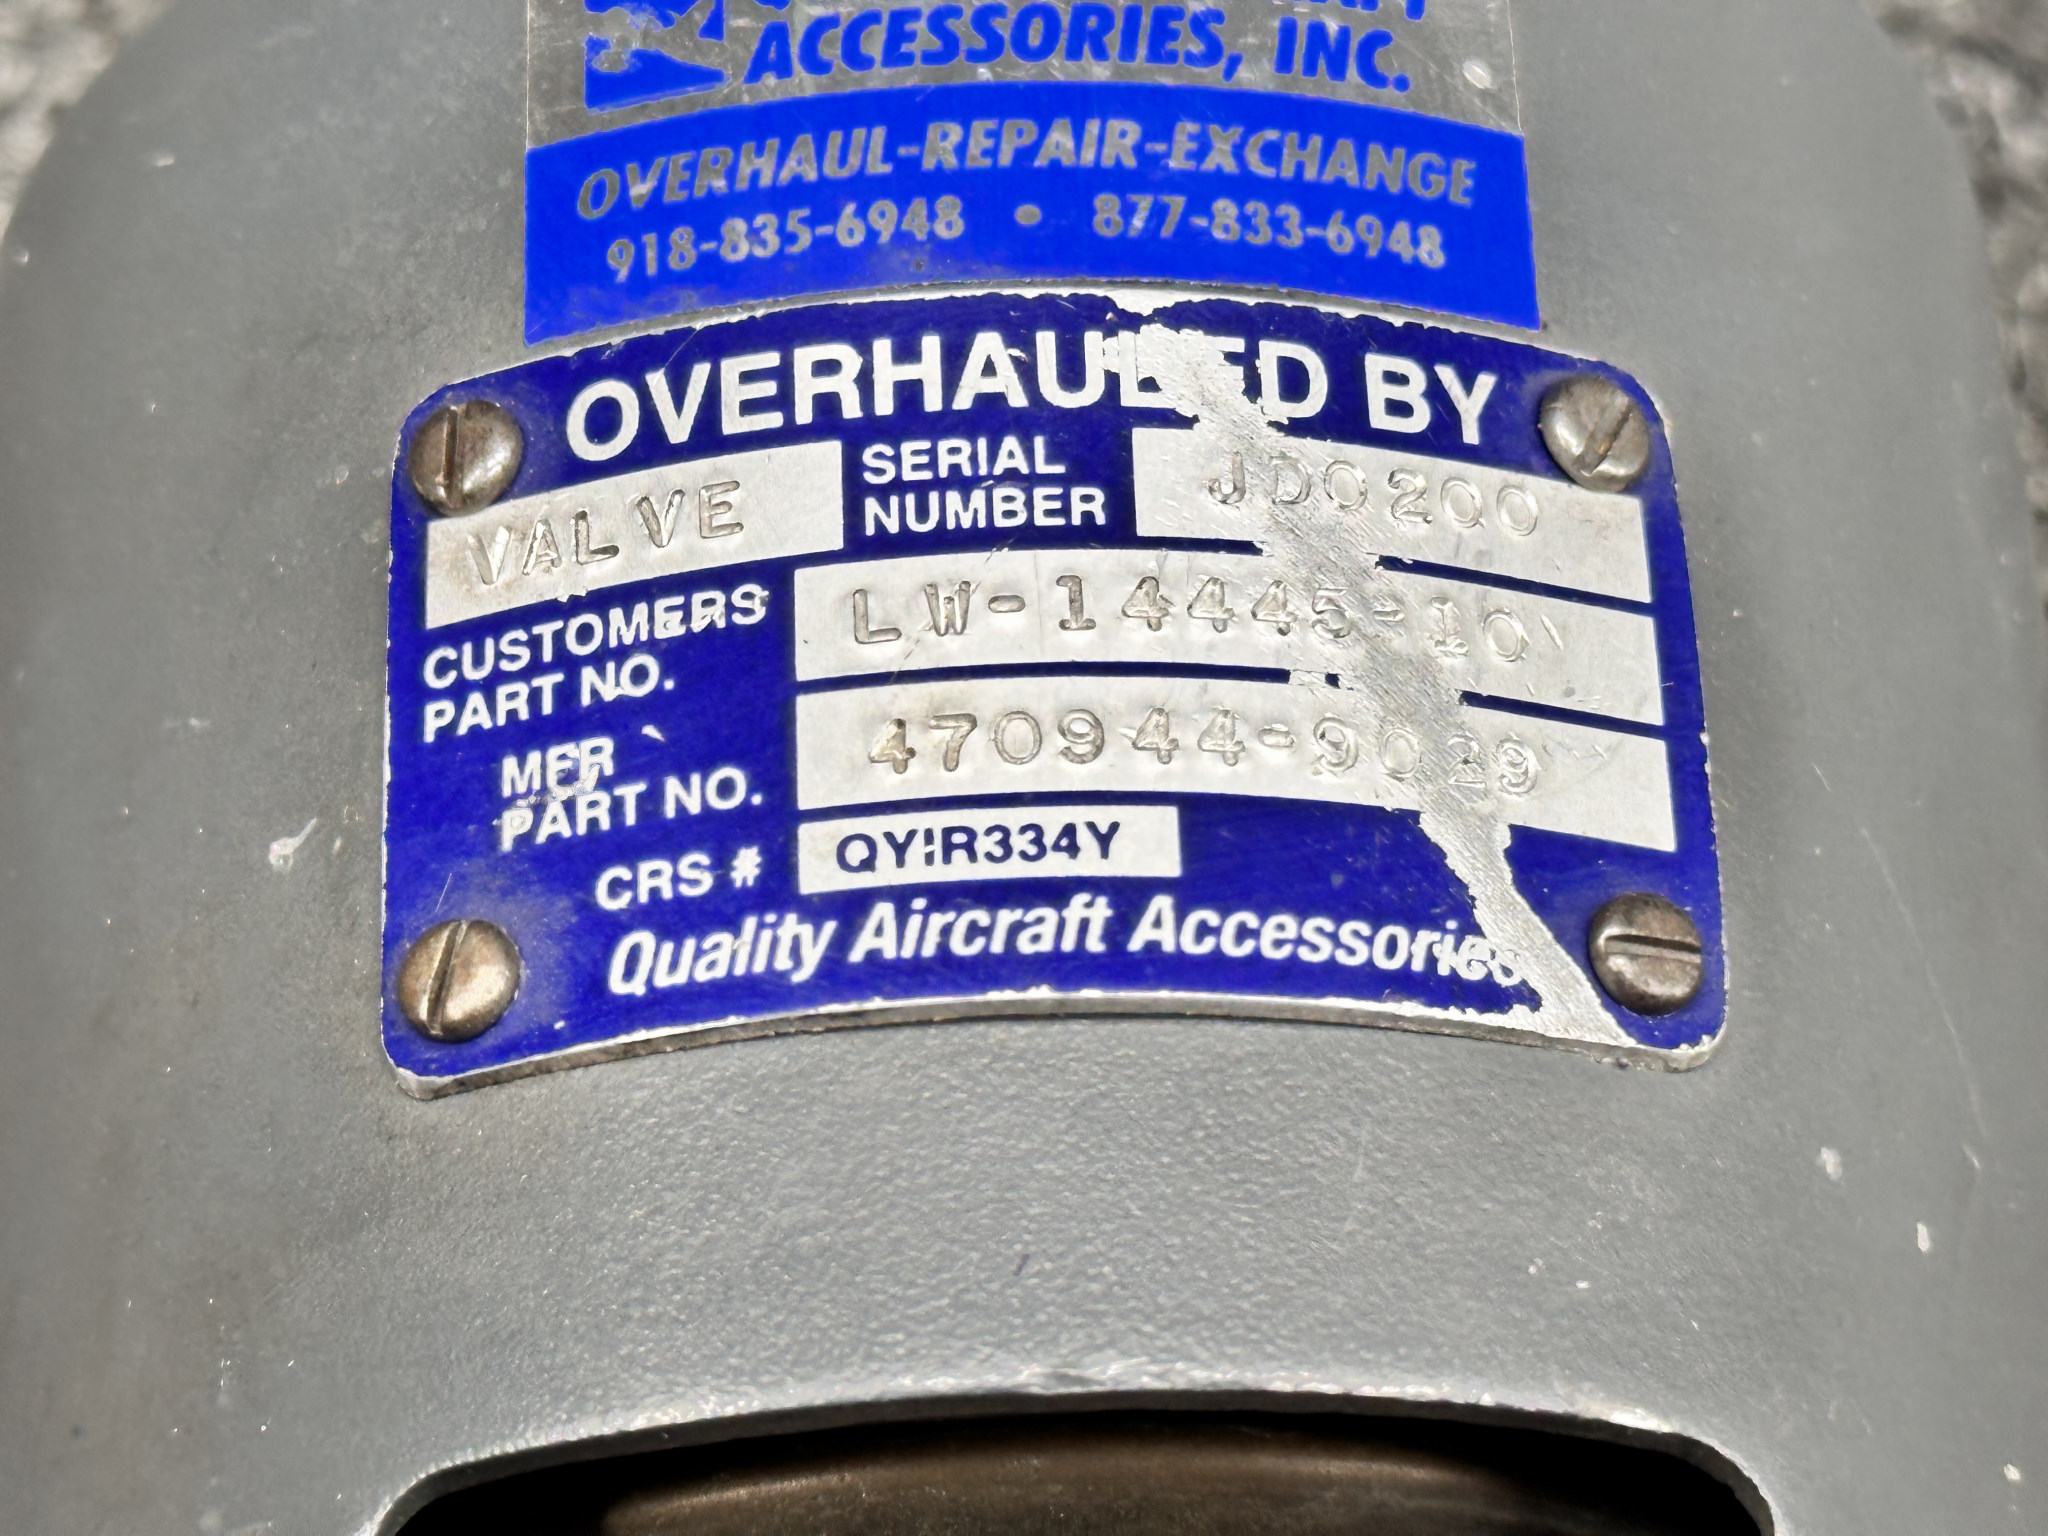 ACCESSORIES, INC.
OVERHAUL-REPAIR-EXCHANGE
918-835-6948 • 877-833-6948
OVERHAULED BY
VALVE SERIAL NUMBER JD0200
CUSTOMERS PART NO. LW-14445-10
MFR PART NO. 470944-9029
CRS # QYIR334Y
Quality Aircraft Accessories